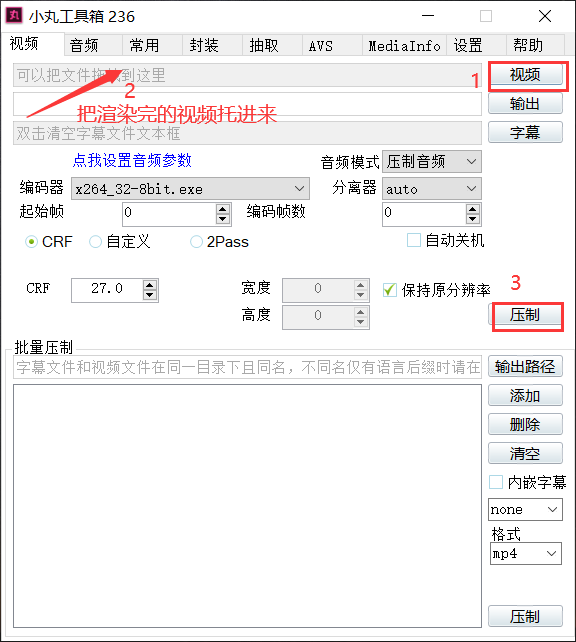 小丸工具箱 236
视频 音频 常用 封装 抽取 AVS MediaInfo 设置 帮助
可以把文件拖 到这里 1 视频
2
把渲染完的视频托进来 输出
双击清空字幕文件文本框 字幕
点我设置音频参数 音频模式 压制音频
编码器 x264_32-8bit.exe 分离器 auto
起始帧 0 编码帧数 0
CRF 自定义 2Pass 自动关机
CRF 27.0 宽度 0 保持原分辨率 3
高度 0 压制
批量压制
字幕文件和视频文件在同一目录下且同名，不同名仅有语言后缀时请在 输出路径
添加
删除
清空
内嵌字幕
none
格式
mp4
压制